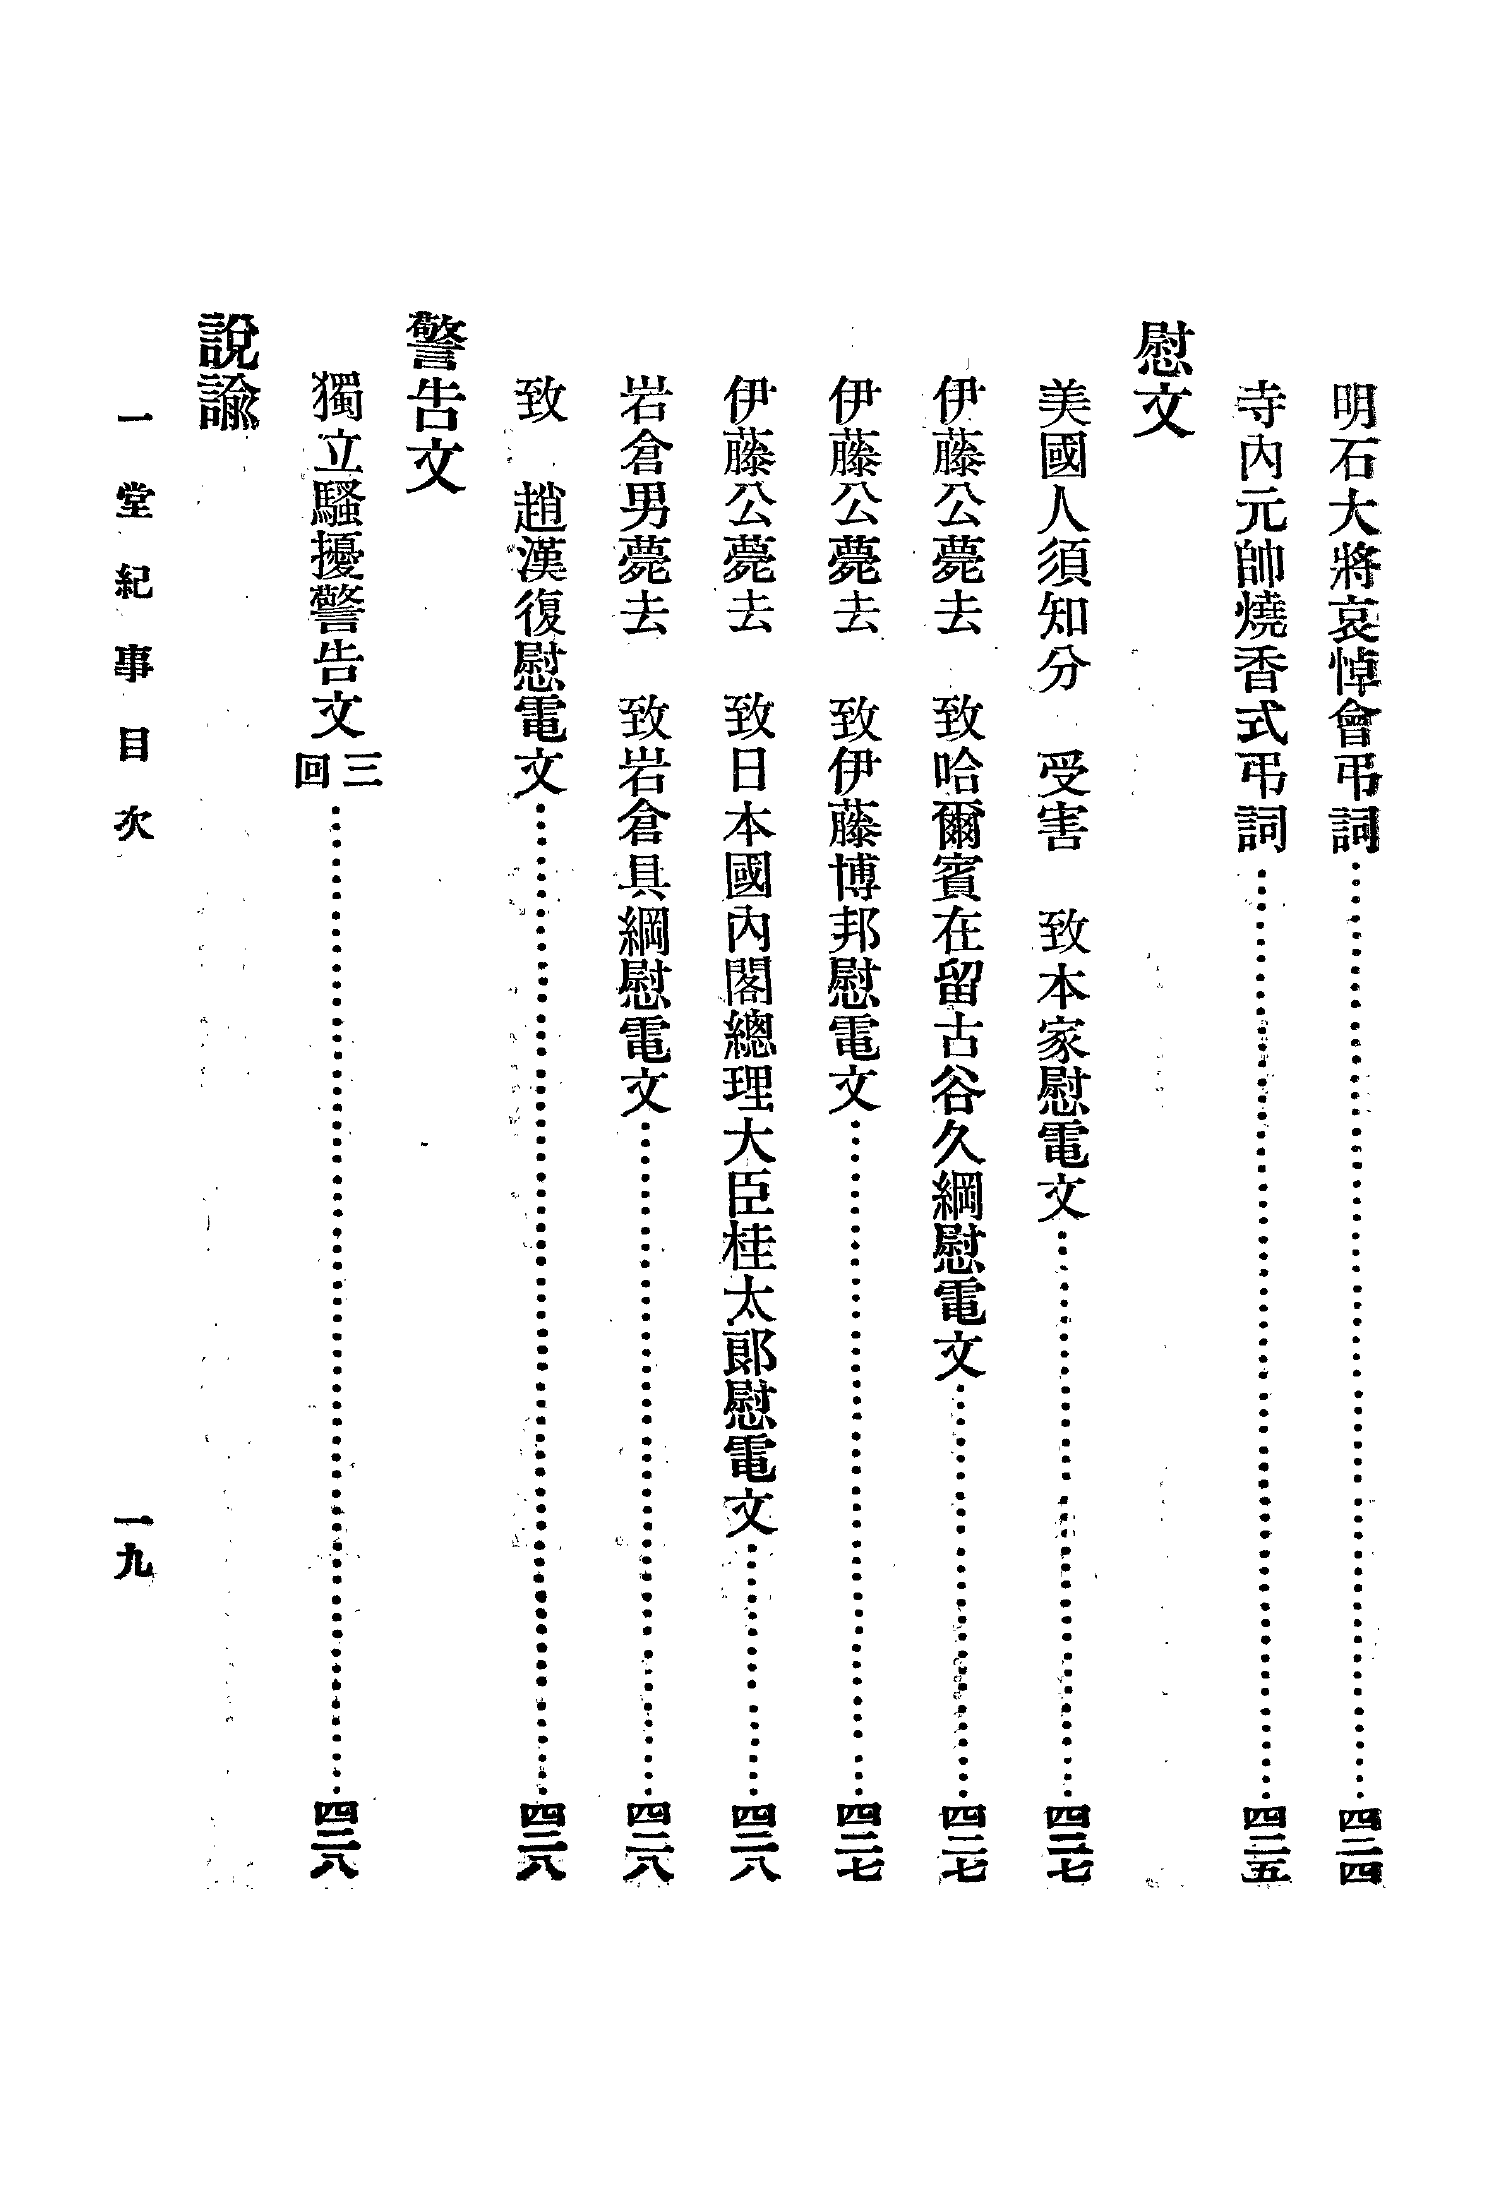 明石大將哀悼會弔詞………四二四
寺內元帥燒香式弔詞………四二五
慰文
美國人須知分　受害　致本家慰電文………四二七
伊藤公薨去　致哈爾賓在留古谷久綱慰電文………四二七
伊藤公薨去　致伊藤博邦慰電文………四二七
伊藤公薨去　致日本國內閣總理大臣桂太郞慰電文………四二八
岩倉男薨去　致岩倉具綱慰電文………四二八
致　趙漢復慰電文………四二八
警告文
獨立騷擾警告文三回………四二八
說諭
一堂紀事目次
一九